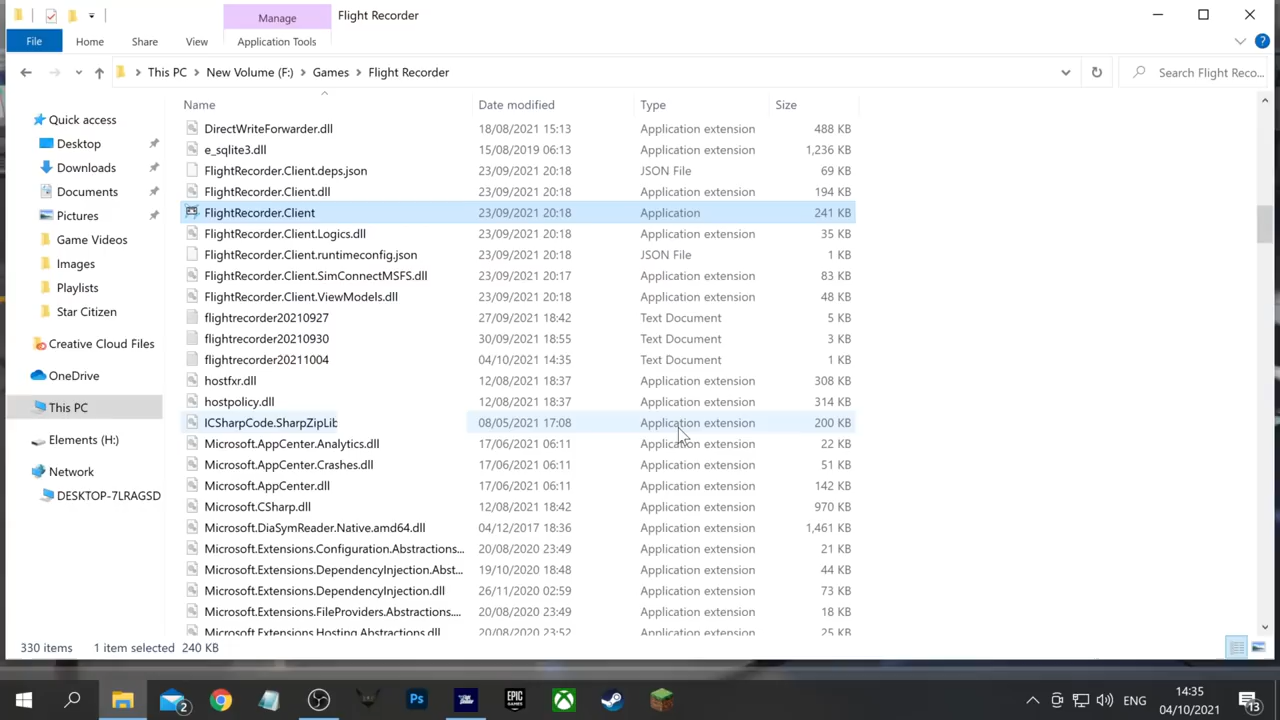 Manage
Flight Recorder
File
Home
Share
View
Application Tools
This PC
New Volume (F:)
Games
Flight Recorder
Search Flight Reco...
Name
Date modified
Type
Size
Quick access
Desktop
Downloads
Documents
Pictures
Game Videos
Images
Playlists
Star Citizen
Creative Cloud Files
OneDrive
This PC
Elements (H:)
Network
DESKTOP-7LRAGSD
DirectWriteForwarder.dll 18/08/2021 15:13 Application extension 488 KB
e_sqlite3.dll 15/08/2019 06:13 Application extension 1,236 KB
FlightRecorder.Client.deps.json 23/09/2021 20:18 JSON File 69 KB
FlightRecorder.Client.dll 23/09/2021 20:18 Application extension 194 KB
FlightRecorder.Client 23/09/2021 20:18 Application 241 KB
FlightRecorder.Client.Logics.dll 23/09/2021 20:18 Application extension 35 KB
FlightRecorder.Client.runtimeconfig.json 23/09/2021 20:18 JSON File 1 KB
FlightRecorder.Client.SimConnectMSFS.dll 23/09/2021 20:17 Application extension 83 KB
FlightRecorder.Client.ViewModels.dll 23/09/2021 20:18 Application extension 48 KB
flightrecorder20210927 27/09/2021 18:42 Text Document 5 KB
flightrecorder20210930 30/09/2021 18:55 Text Document 3 KB
flightrecorder20211004 04/10/2021 14:35 Text Document 1 KB
hostfxr.dll 12/08/2021 18:37 Application extension 308 KB
hostpolicy.dll 12/08/2021 18:37 Application extension 314 KB
ICSharpCode.SharpZipLib 08/05/2021 17:08 Application extension 200 KB
Microsoft.AppCenter.Analytics.dll 17/06/2021 06:11 Application extension 22 KB
Microsoft.AppCenter.Crashes.dll 17/06/2021 06:11 Application extension 51 KB
Microsoft.AppCenter.dll 17/06/2021 06:11 Application extension 142 KB
Microsoft.CSharp.dll 12/08/2021 18:42 Application extension 970 KB
Microsoft.DiaSymReader.Native.amd64.dll 04/12/2017 18:36 Application extension 1,461 KB
Microsoft.Extensions.Configuration.Abstractions... 20/08/2020 23:49 Application extension 21 KB
Microsoft.Extensions.DependencyInjection.Abst... 19/10/2020 18:48 Application extension 44 KB
Microsoft.Extensions.DependencyInjection.dll 26/11/2020 02:59 Application extension 73 KB
Microsoft.Extensions.FileProviders.Abstractions.... 20/08/2020 23:49 Application extension 18 KB
Microsoft.Extensions.Hosting.Abstractions.dll 20/08/2020 23:52 Application extension 25 KB
330 items
1 item selected 240 KB
2
Ps
EPIC
GAMES
ENG
14:35
04/10/2021
13